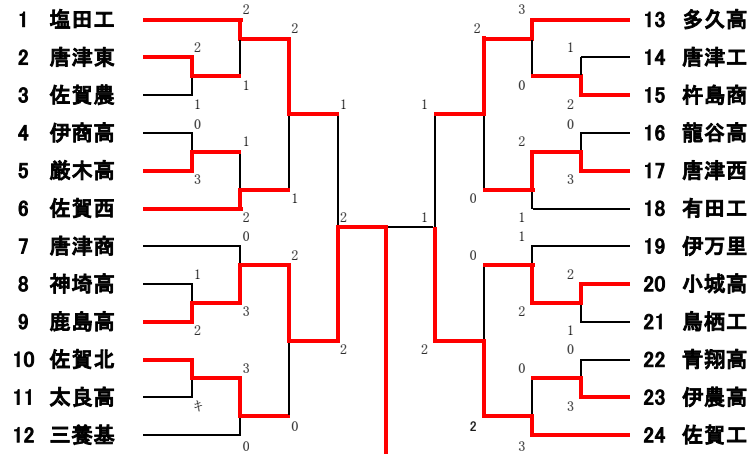 1 塩田工
2 唐津東
3 佐賀農
4 伊商高
5 厳木高
6 佐賀西
7 唐津商
8 神埼高
9 鹿島高
10 佐賀北
11 太良高
12 三養基
2
2
1
1
0
3
1
2
0
1
2
3
3
キ
0
2
1
2
0
1
2
2
3
2
1
0
1
2
0
2
3
0
1
1
0
2
2
1
0
0
3
2
3
1
13 多久高
14 唐津工
15 杵島商
16 龍谷高
17 唐津西
18 有田工
19 伊万里
20 小城高
21 鳥栖工
22 青翔高
23 伊農高
24 佐賀工